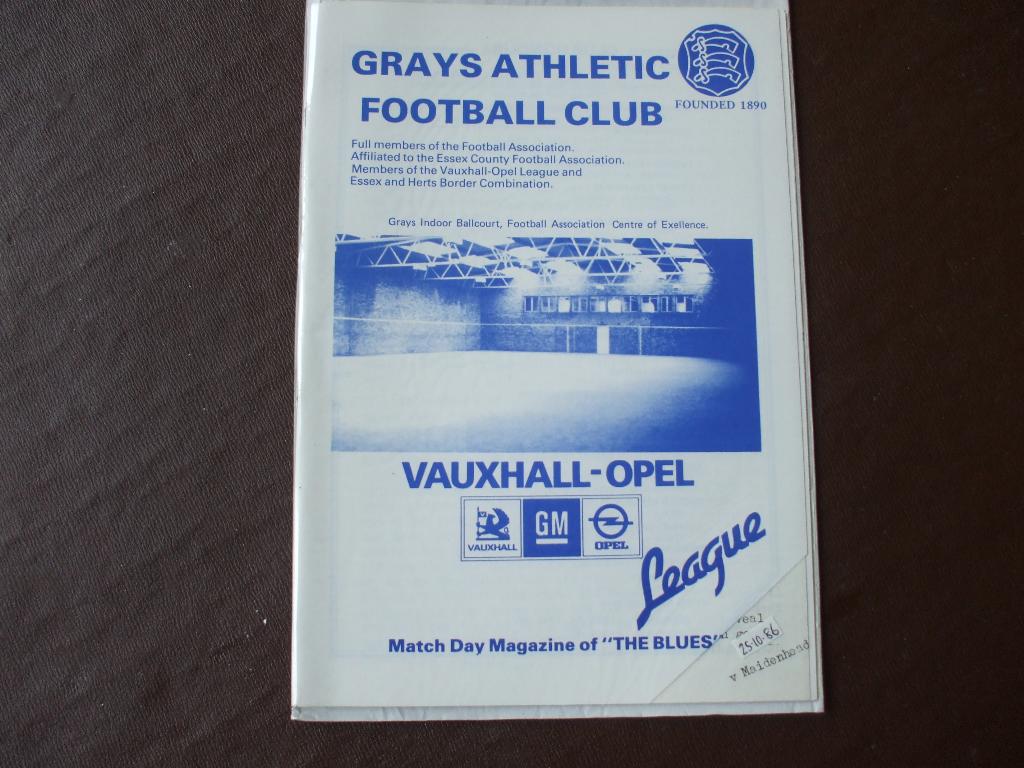 GRAYS ATHLETIC
FOOTBALL CLUB
FOUNDED 1890
Full members of the Football Association.
Affiliated to the Essex County Football Association.
Members of the Vauxhall-Opel League and
Essex and Herts Border Combination.
Grays Indoor Ballcourt, Football Association Centre of Exellence.
VAUXHALL-OPEL
VAUXHALL
GM
OPEL
League
Match Day Magazine of "THE BLUES"
25·10·86
v Maidenhead